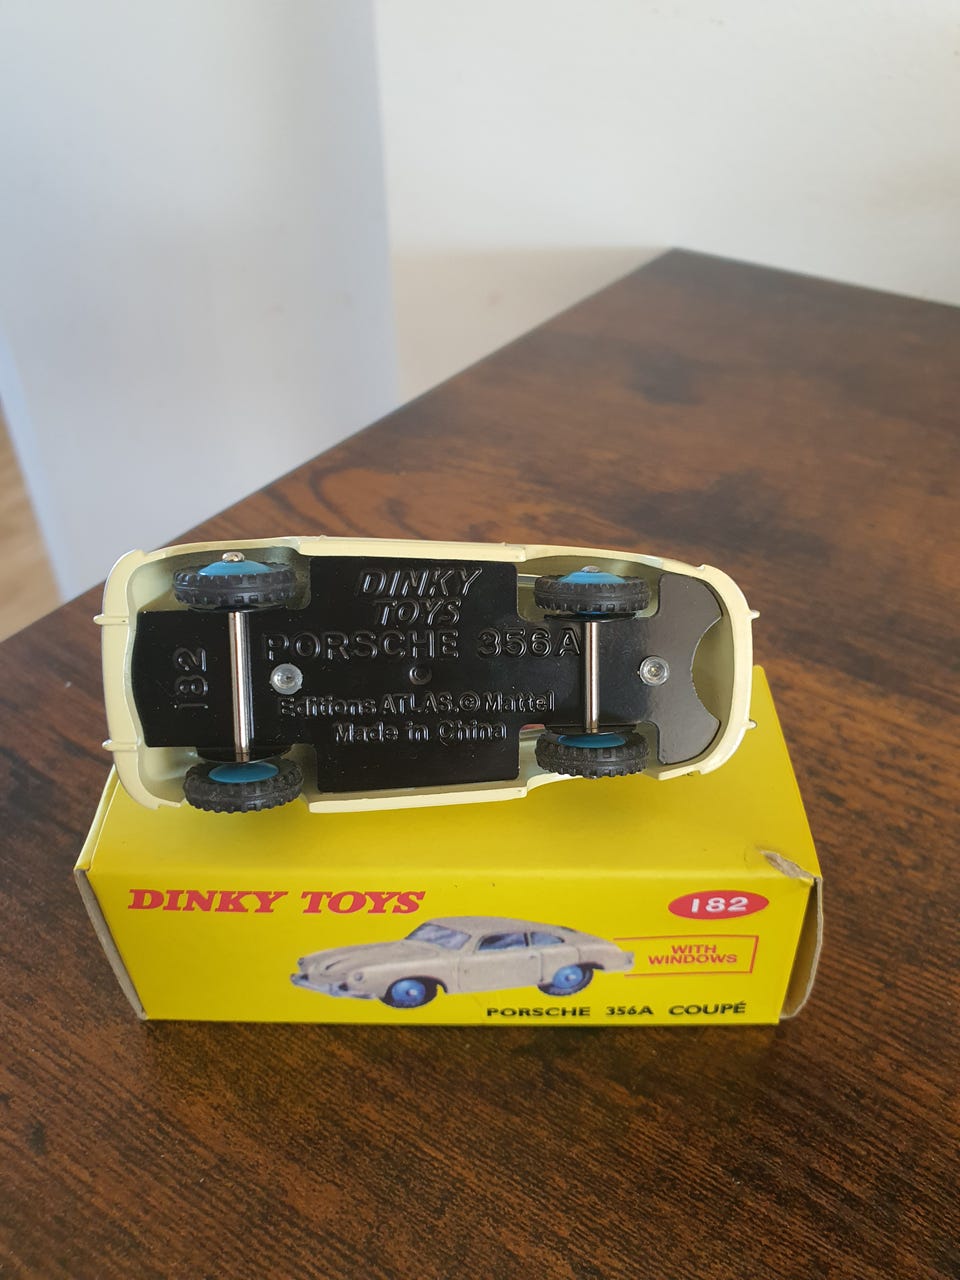 DINKY
TOYS
PORSCHE 356A
182
Editions ATLAS.© Mattel
Made in China
DINKY TOYS
182
WITH
WINDOWS
PORSCHE 356A COUPÉ